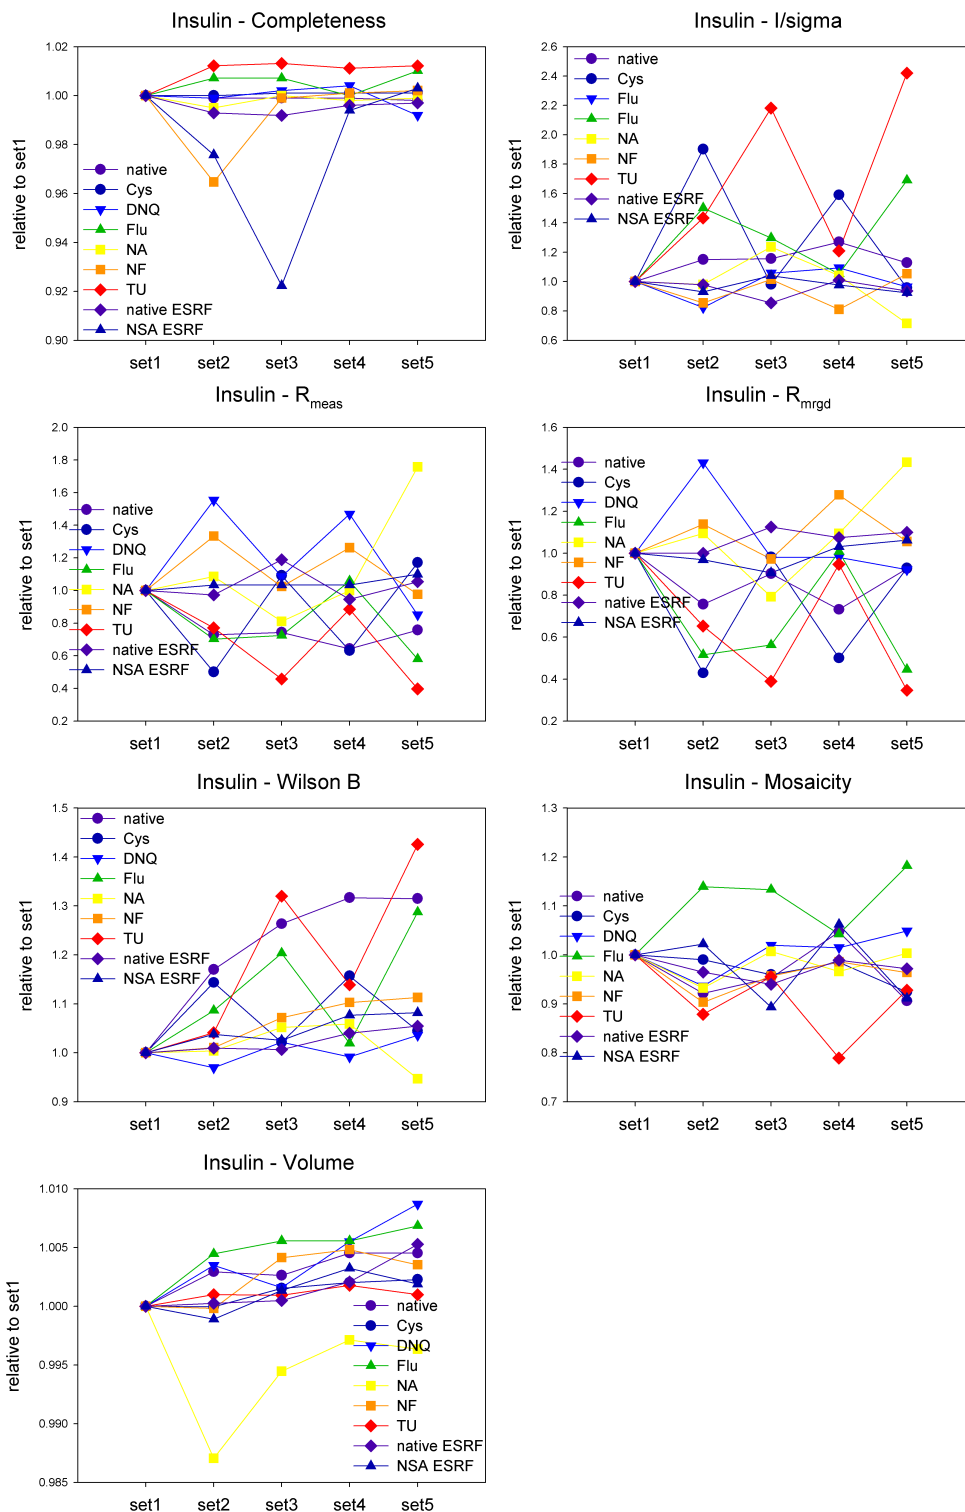 Insulin - Completeness
relative to set1
1.02
1.00
0.98
0.96
0.94
0.92
0.90
native
Cys
DNQ
Flu
NA
NF
TU
native ESRF
NSA ESRF
set1 set2 set3 set4 set5
Insulin - I/sigma
relative to set1
2.6
2.4
2.2
2.0
1.8
1.6
1.4
1.2
1.0
0.8
0.6
native
Cys
Flu
Flu
NA
NF
TU
native ESRF
NSA ESRF
set1 set2 set3 set4 set5
Insulin - Rmeas
relative to set1
2.0
1.8
1.6
1.4
1.2
1.0
0.8
0.6
0.4
0.2
native
Cys
DNQ
Flu
NA
NF
TU
native ESRF
NSA ESRF
set1 set2 set3 set4 set5
Insulin - Rmrgd
relative to set1
1.6
1.4
1.2
1.0
0.8
0.6
0.4
0.2
native
Cys
DNQ
Flu
NA
NF
TU
native ESRF
NSA ESRF
set1 set2 set3 set4 set5
Insulin - Wilson B
relative to set1
1.5
1.4
1.3
1.2
1.1
1.0
0.9
native
Cys
DNQ
Flu
NA
NF
TU
native ESRF
NSA ESRF
set1 set2 set3 set4 set5
Insulin - Mosaicity
relative to set1
1.3
1.2
1.1
1.0
0.9
0.8
0.7
native
Cys
DNQ
Flu
NA
NF
TU
native ESRF
NSA ESRF
set1 set2 set3 set4 set5
Insulin - Volume
relative to set1
1.010
1.005
1.000
0.995
0.990
0.985
native
Cys
DNQ
Flu
NA
NF
TU
native ESRF
NSA ESRF
set1 set2 set3 set4 set5